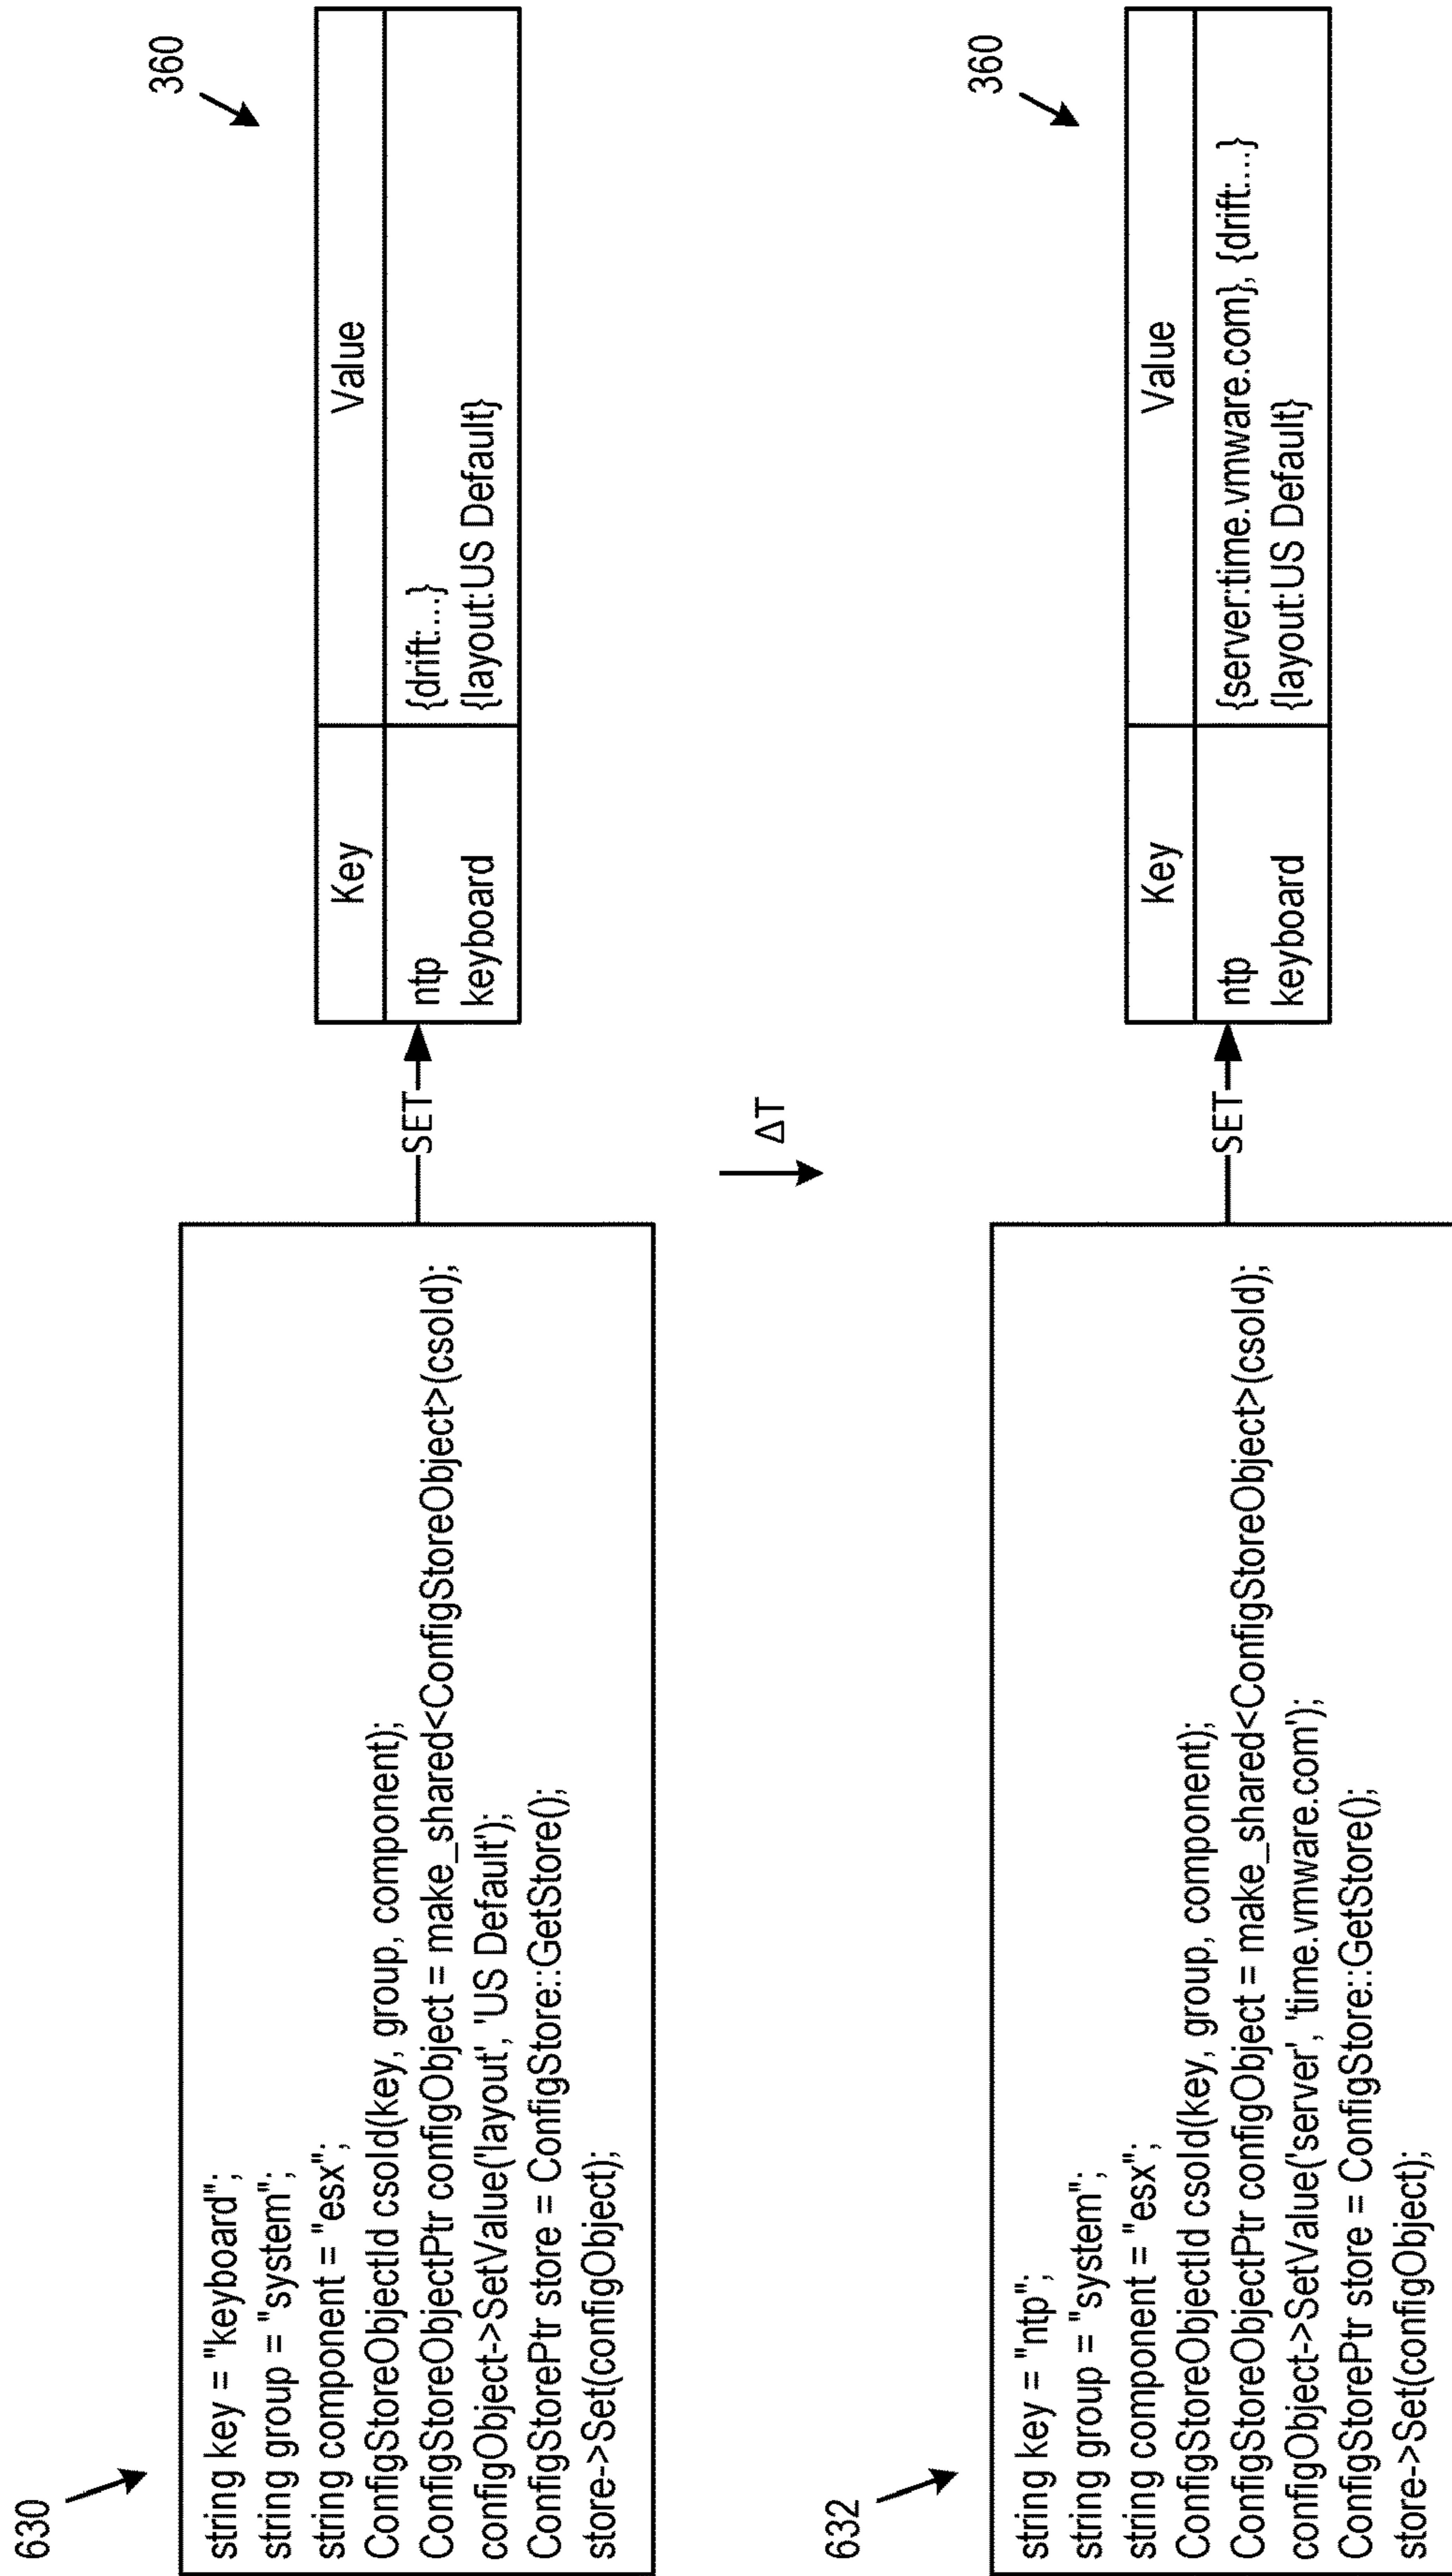 630
string key = "keyboard";
string group = "system";
string component = "esx";
ConfigStoreObjectId csoId(key, group, component);
ConfigStoreObjectPtr configObject = make_shared<ConfigStoreObject>(csoId);
configObject->SetValue('layout', 'US Default');
ConfigStorePtr store = ConfigStore::GetStore();
store->Set(configObject);
SET
360
Key Value
ntp {drift:...}
keyboard {layout:US Default}
ΔT
632
string key = "ntp";
string group = "system";
string component = "esx";
ConfigStoreObjectId csoId(key, group, component);
ConfigStoreObjectPtr configObject = make_shared<ConfigStoreObject>(csoId);
configObject->SetValue('server', 'time.vmware.com');
ConfigStorePtr store = ConfigStore::GetStore();
store->Set(configObject);
SET
360
Key Value
ntp {server:time.vmware.com}, {drift:...}
keyboard {layout:US Default}